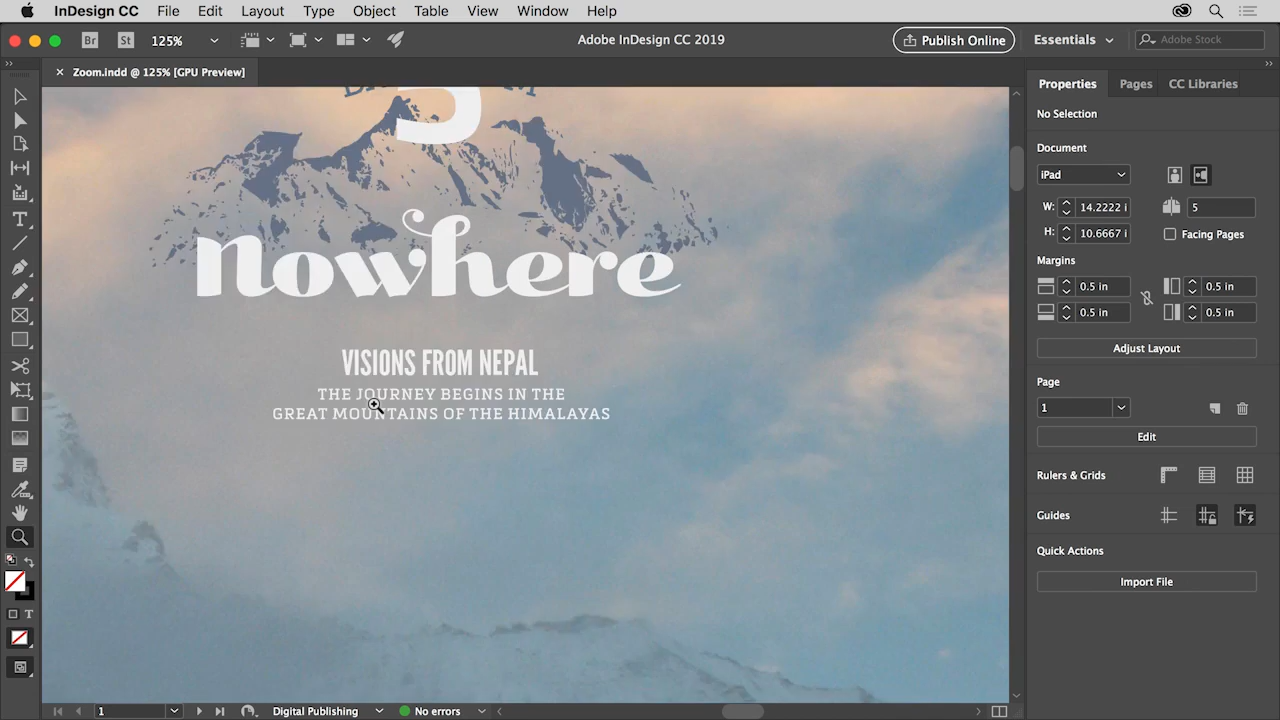 InDesign CC File Edit Layout Type Object Table View Window Help
Br St 125% Adobe InDesign CC 2019 Publish Online Essentials Adobe Stock
× Zoom.indd @ 125% [GPU Preview]
Properties Pages CC Libraries
No Selection
Document
iPad
W: 14.2222 i 5
H: 10.6667 i Facing Pages
Margins
0.5 in 0.5 in
0.5 in 0.5 in
Adjust Layout
Page
1
Edit
Rulers & Grids
Guides
Quick Actions
Import File
5
Nowhere
VISIONS FROM NEPAL
THE JOURNEY BEGINS IN THE
GREAT MOUNTAINS OF THE HIMALAYAS
1 Digital Publishing No errors